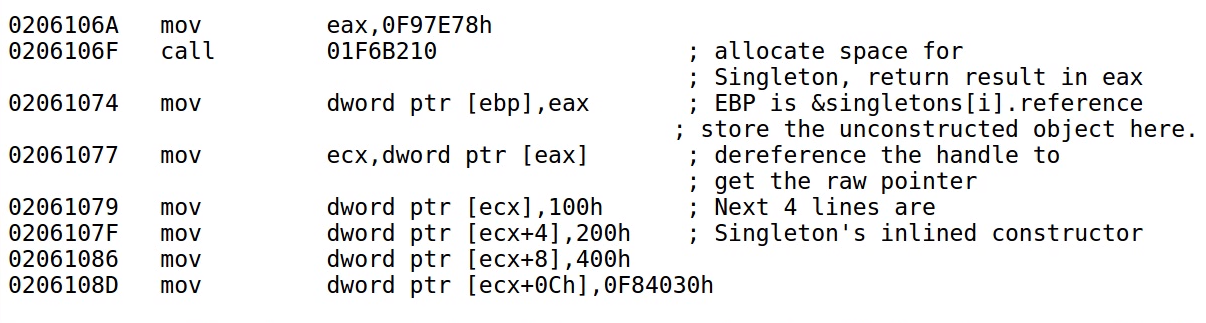 0206106A   mov         eax,0F97E78h
0206106F   call        01F6B210                  ; allocate space for
                                                 ; Singleton, return result in eax
02061074   mov         dword ptr [ebp],eax       ; EBP is &singletons[i].reference
                                                ; store the unconstructed object here.
02061077   mov         ecx,dword ptr [eax]       ; dereference the handle to
                                                 ; get the raw pointer
02061079   mov         dword ptr [ecx],100h      ; Next 4 lines are
0206107F   mov         dword ptr [ecx+4],200h    ; Singleton's inlined constructor
02061086   mov         dword ptr [ecx+8],400h
0206108D   mov         dword ptr [ecx+0Ch],0F84030h